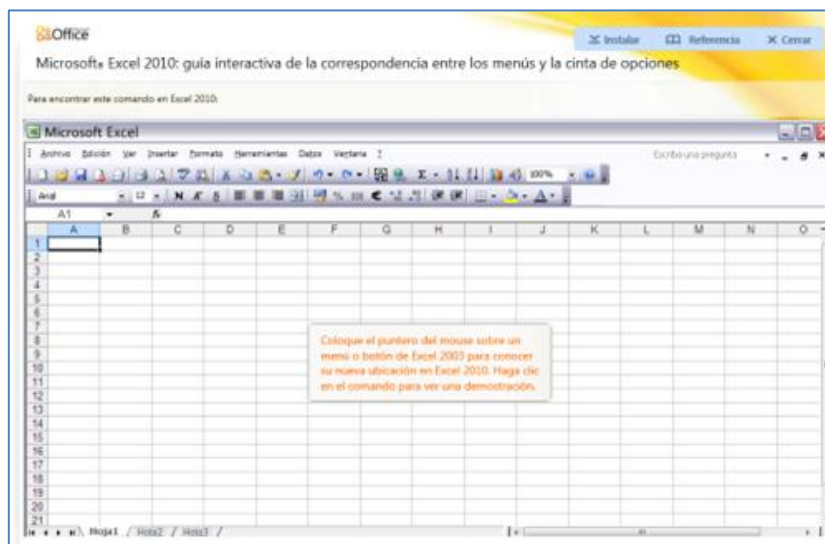 Office
Instalar Referencia Cerrar
Microsoft® Excel 2010: guía interactiva de la correspondencia entre los menús y la cinta de opciones
Para encontrar este comando en Excel 2010:
Microsoft Excel
Archivo Edición Ver Insertar Formato Herramientas Datos Ventana ? Escriba una pregunta
100%
Arial 12 N K S % 000 €
A1 fx
A B C D E F G H I J K L M N O
1
2
3
4
5
6
7
8
9
10
11
12
13
14
15
16
17
18
19
20
21
Coloque el puntero del mouse sobre un
menú o botón de Excel 2003 para conocer
su nueva ubicación en Excel 2010. Haga clic
en el comando para ver una demostración.
Hoja1 / Hoja2 / Hoja3 /